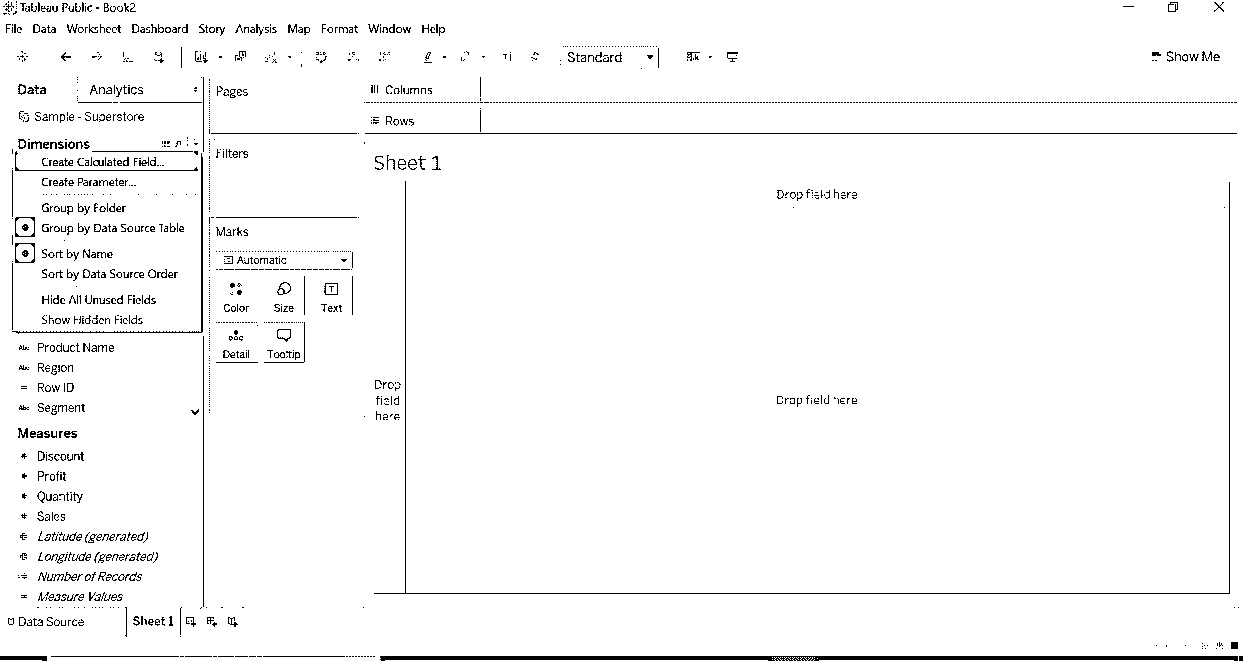 Tableau Public - Book2
File Data Worksheet Dashboard Story Analysis Map Format Window Help
Standard
Show Me
Data
Analytics
Sample - Superstore
Dimensions
Create Calculated Field...
Create Parameter...
Group by Folder
Group by Data Source Table
Sort by Name
Sort by Data Source Order
Hide All Unused Fields
Show Hidden Fields
Abc Product Name
Abc Region
Row ID
Abc Segment
Measures
Discount
Profit
Quantity
Sales
Latitude (generated)
Longitude (generated)
Number of Records
Measure Values
Pages
Filters
Marks
Automatic
Color
Size
Text
Detail
Tooltip
Columns
Rows
Sheet 1
Drop field here
Drop
field
here
Drop field here
Data Source
Sheet 1